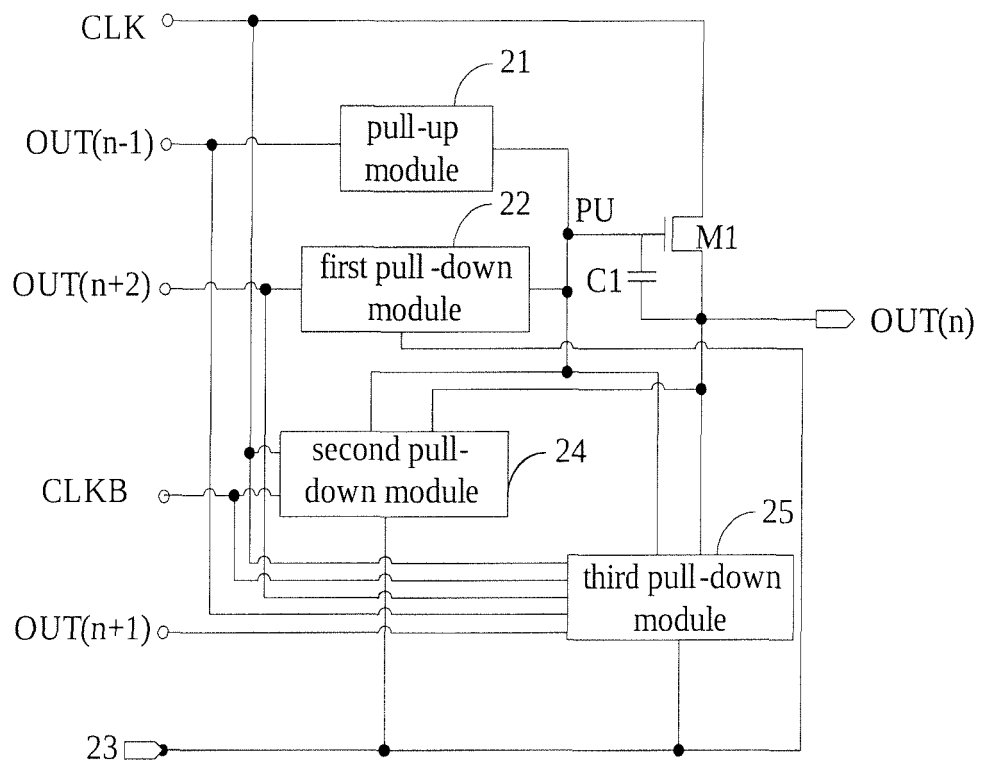 CLK
21
OUT(n-1)
pull-up
module
22
PU
M1
OUT(n+2)
first pull-down
module
C1
OUT(n)
second pull-
down module
24
CLKB
25
third pull-down
module
OUT(n+1)
23